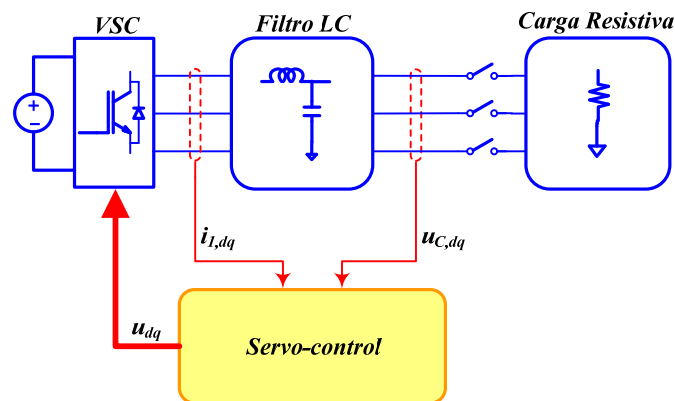 VSC
Filtro LC
Carga Resistiva
+
−
i1,dq
uC,dq
udq
Servo-control